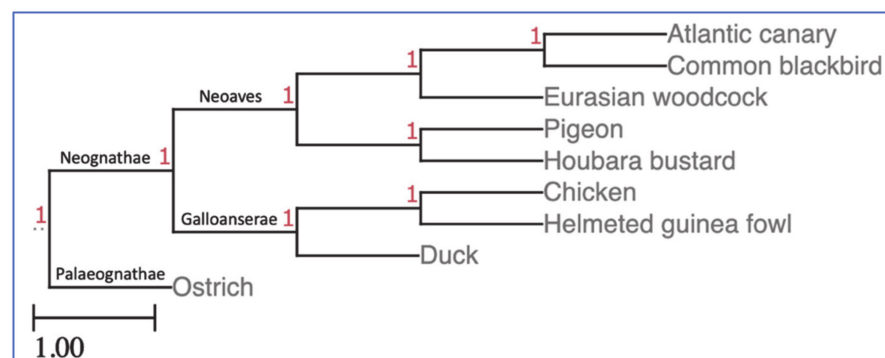 1
Atlantic canary
Common blackbird
1
Neoaves
1
Eurasian woodcock
Pigeon
Neognathae
1
1
Houbara bustard
1
Chicken
1
Galloanserae
1
Helmeted guinea fowl
Duck
Palaeognathae
Ostrich
1.00